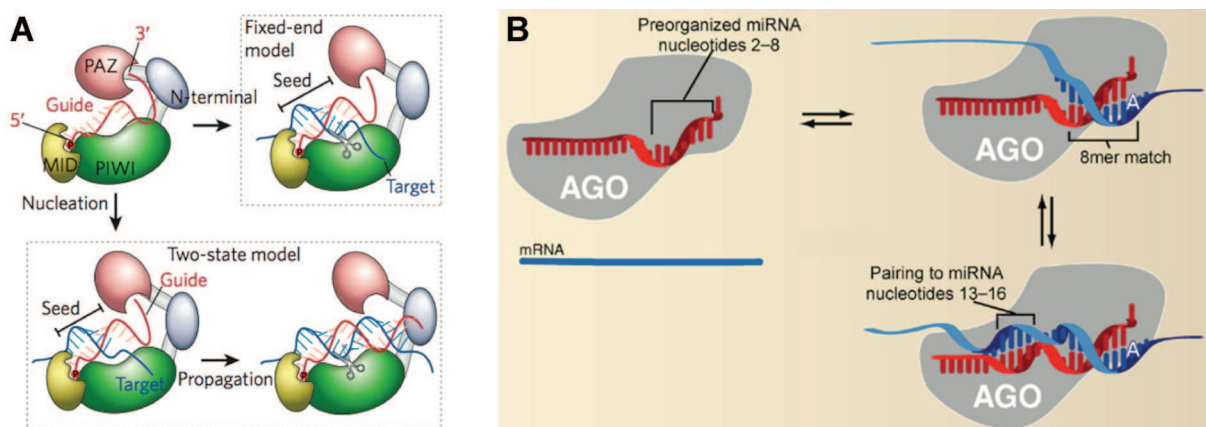 A
3'
PAZ
N-terminal
Guide
5'
P
MID
PIWI
Nucleation
Fixed-end
model
Seed
P
Target
Two-state model
Guide
Seed
P
Target
Propagation
P
B
Preorganized miRNA
nucleotides 2–8
AGO
mRNA
A
AGO
8mer match
Pairing to miRNA
nucleotides 13–16
A
AGO